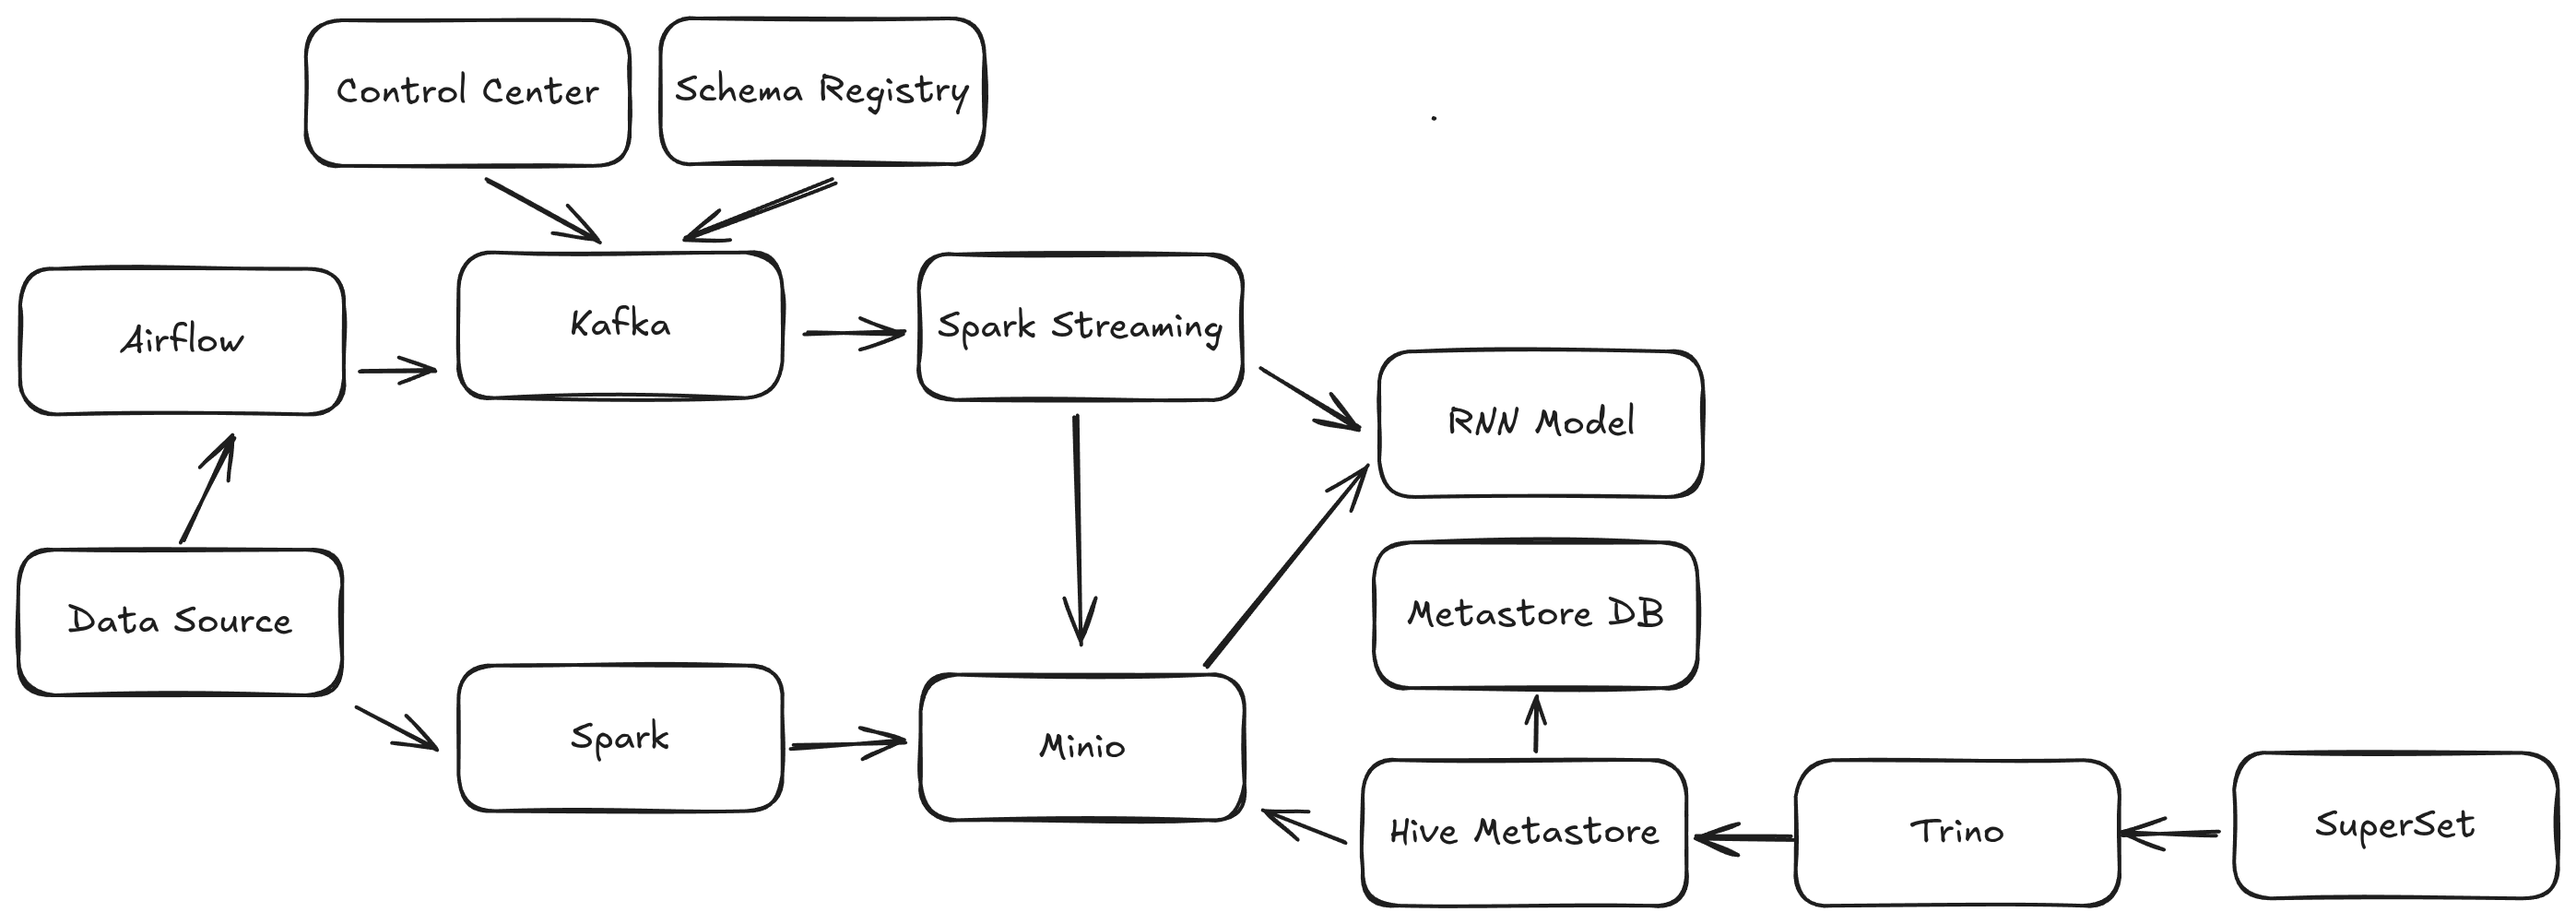 Control Center
Schema Registry
Airflow
Kafka
Spark Streaming
RNN Model
Data Source
Metastore DB
Spark
Minio
Hive Metastore
Trino
SuperSet